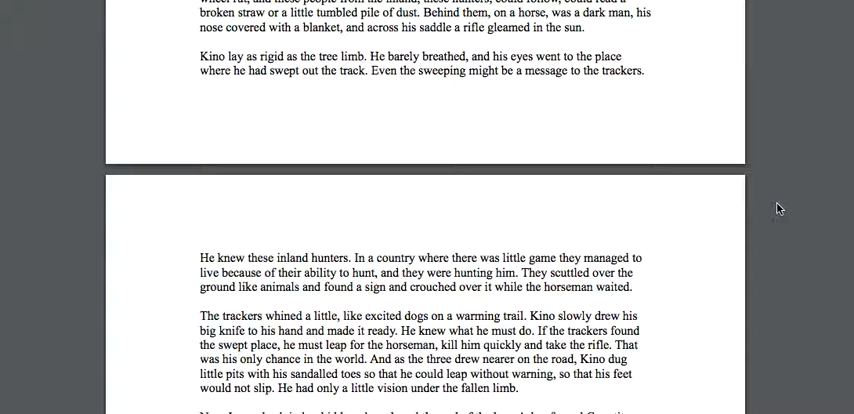 broken straw or a little tumbled pile of dust. Behind them, on a horse, was a dark man, his
nose covered with a blanket, and across his saddle a rifle gleamed in the sun.
Kino lay as rigid as the tree limb. He barely breathed, and his eyes went to the place
where he had swept out the track. Even the sweeping might be a message to the trackers.
He knew these inland hunters. In a country where there was little game they managed to
live because of their ability to hunt, and they were hunting him. They scuttled over the
ground like animals and found a sign and crouched over it while the horseman waited.
The trackers whined a little, like excited dogs on a warming trail. Kino slowly drew his
big knife to his hand and made it ready. He knew what he must do. If the trackers found
the swept place, he must leap for the horseman, kill him quickly and take the rifle. That
was his only chance in the world. And as the three drew nearer on the road, Kino dug
little pits with his sandalled toes so that he could leap without warning, so that his feet
would not slip. He had only a little vision under the fallen limb.